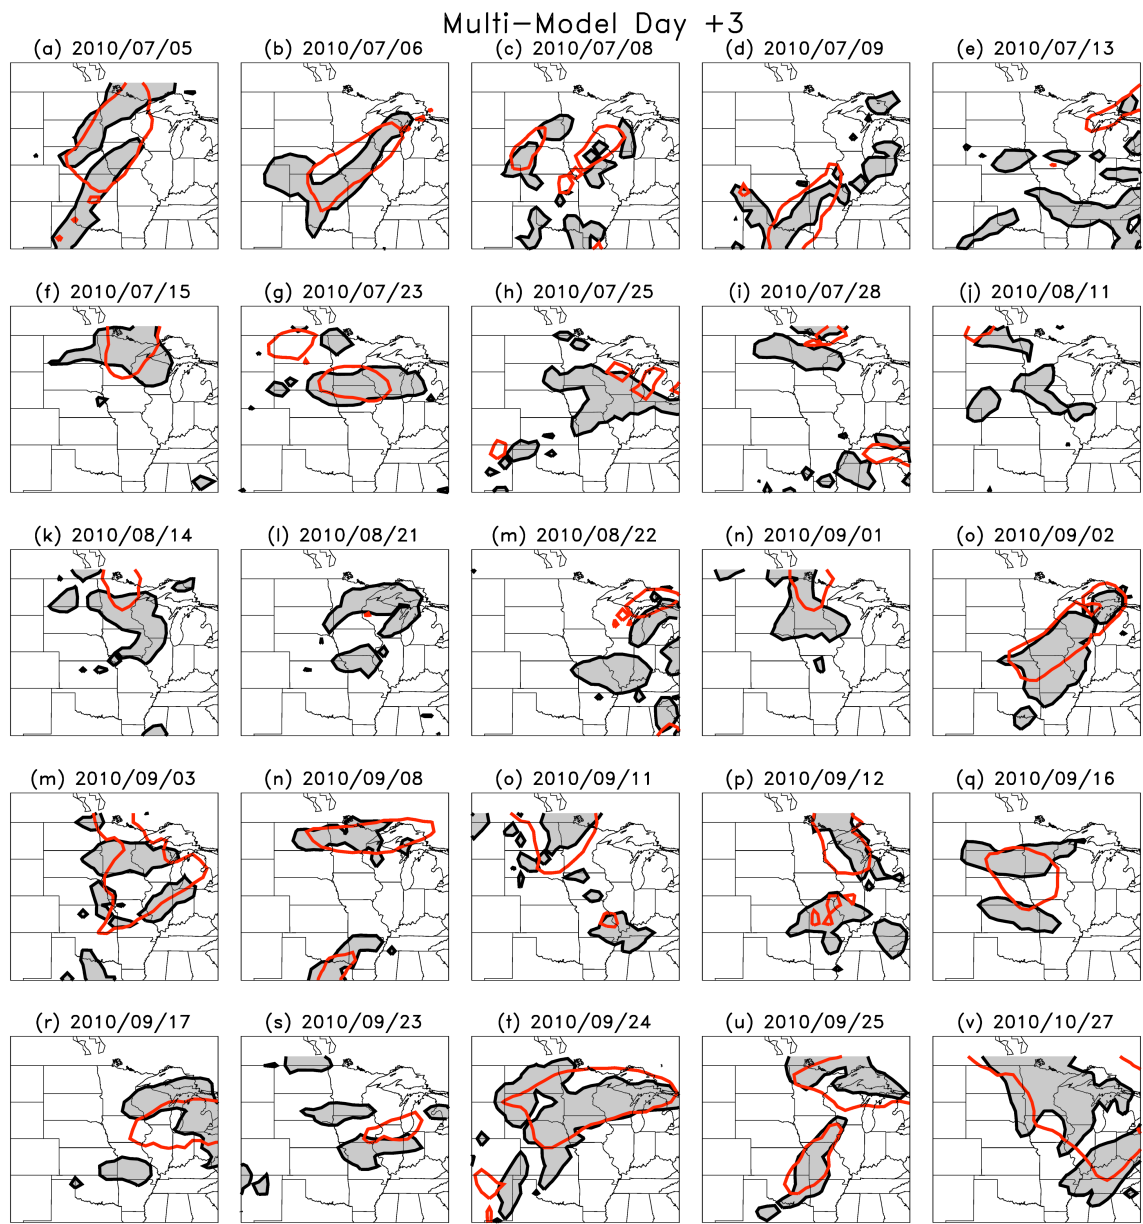 Multi-Model Day +3
(a) 2010/07/05 (b) 2010/07/06 (c) 2010/07/08 (d) 2010/07/09 (e) 2010/07/13
(f) 2010/07/15 (g) 2010/07/23 (h) 2010/07/25 (i) 2010/07/28 (j) 2010/08/11
(k) 2010/08/14 (l) 2010/08/21 (m) 2010/08/22 (n) 2010/09/01 (o) 2010/09/02
(m) 2010/09/03 (n) 2010/09/08 (o) 2010/09/11 (p) 2010/09/12 (q) 2010/09/16
(r) 2010/09/17 (s) 2010/09/23 (t) 2010/09/24 (u) 2010/09/25 (v) 2010/10/27